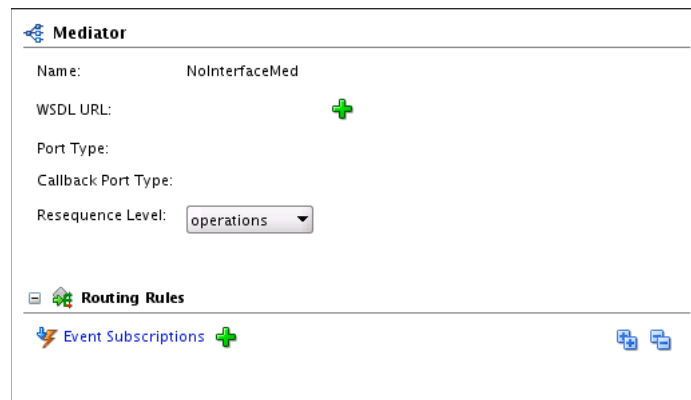 Mediator
Name: NoInterfaceMed
WSDL URL:
Port Type:
Callback Port Type:
Resequence Level: operations
Routing Rules
Event Subscriptions